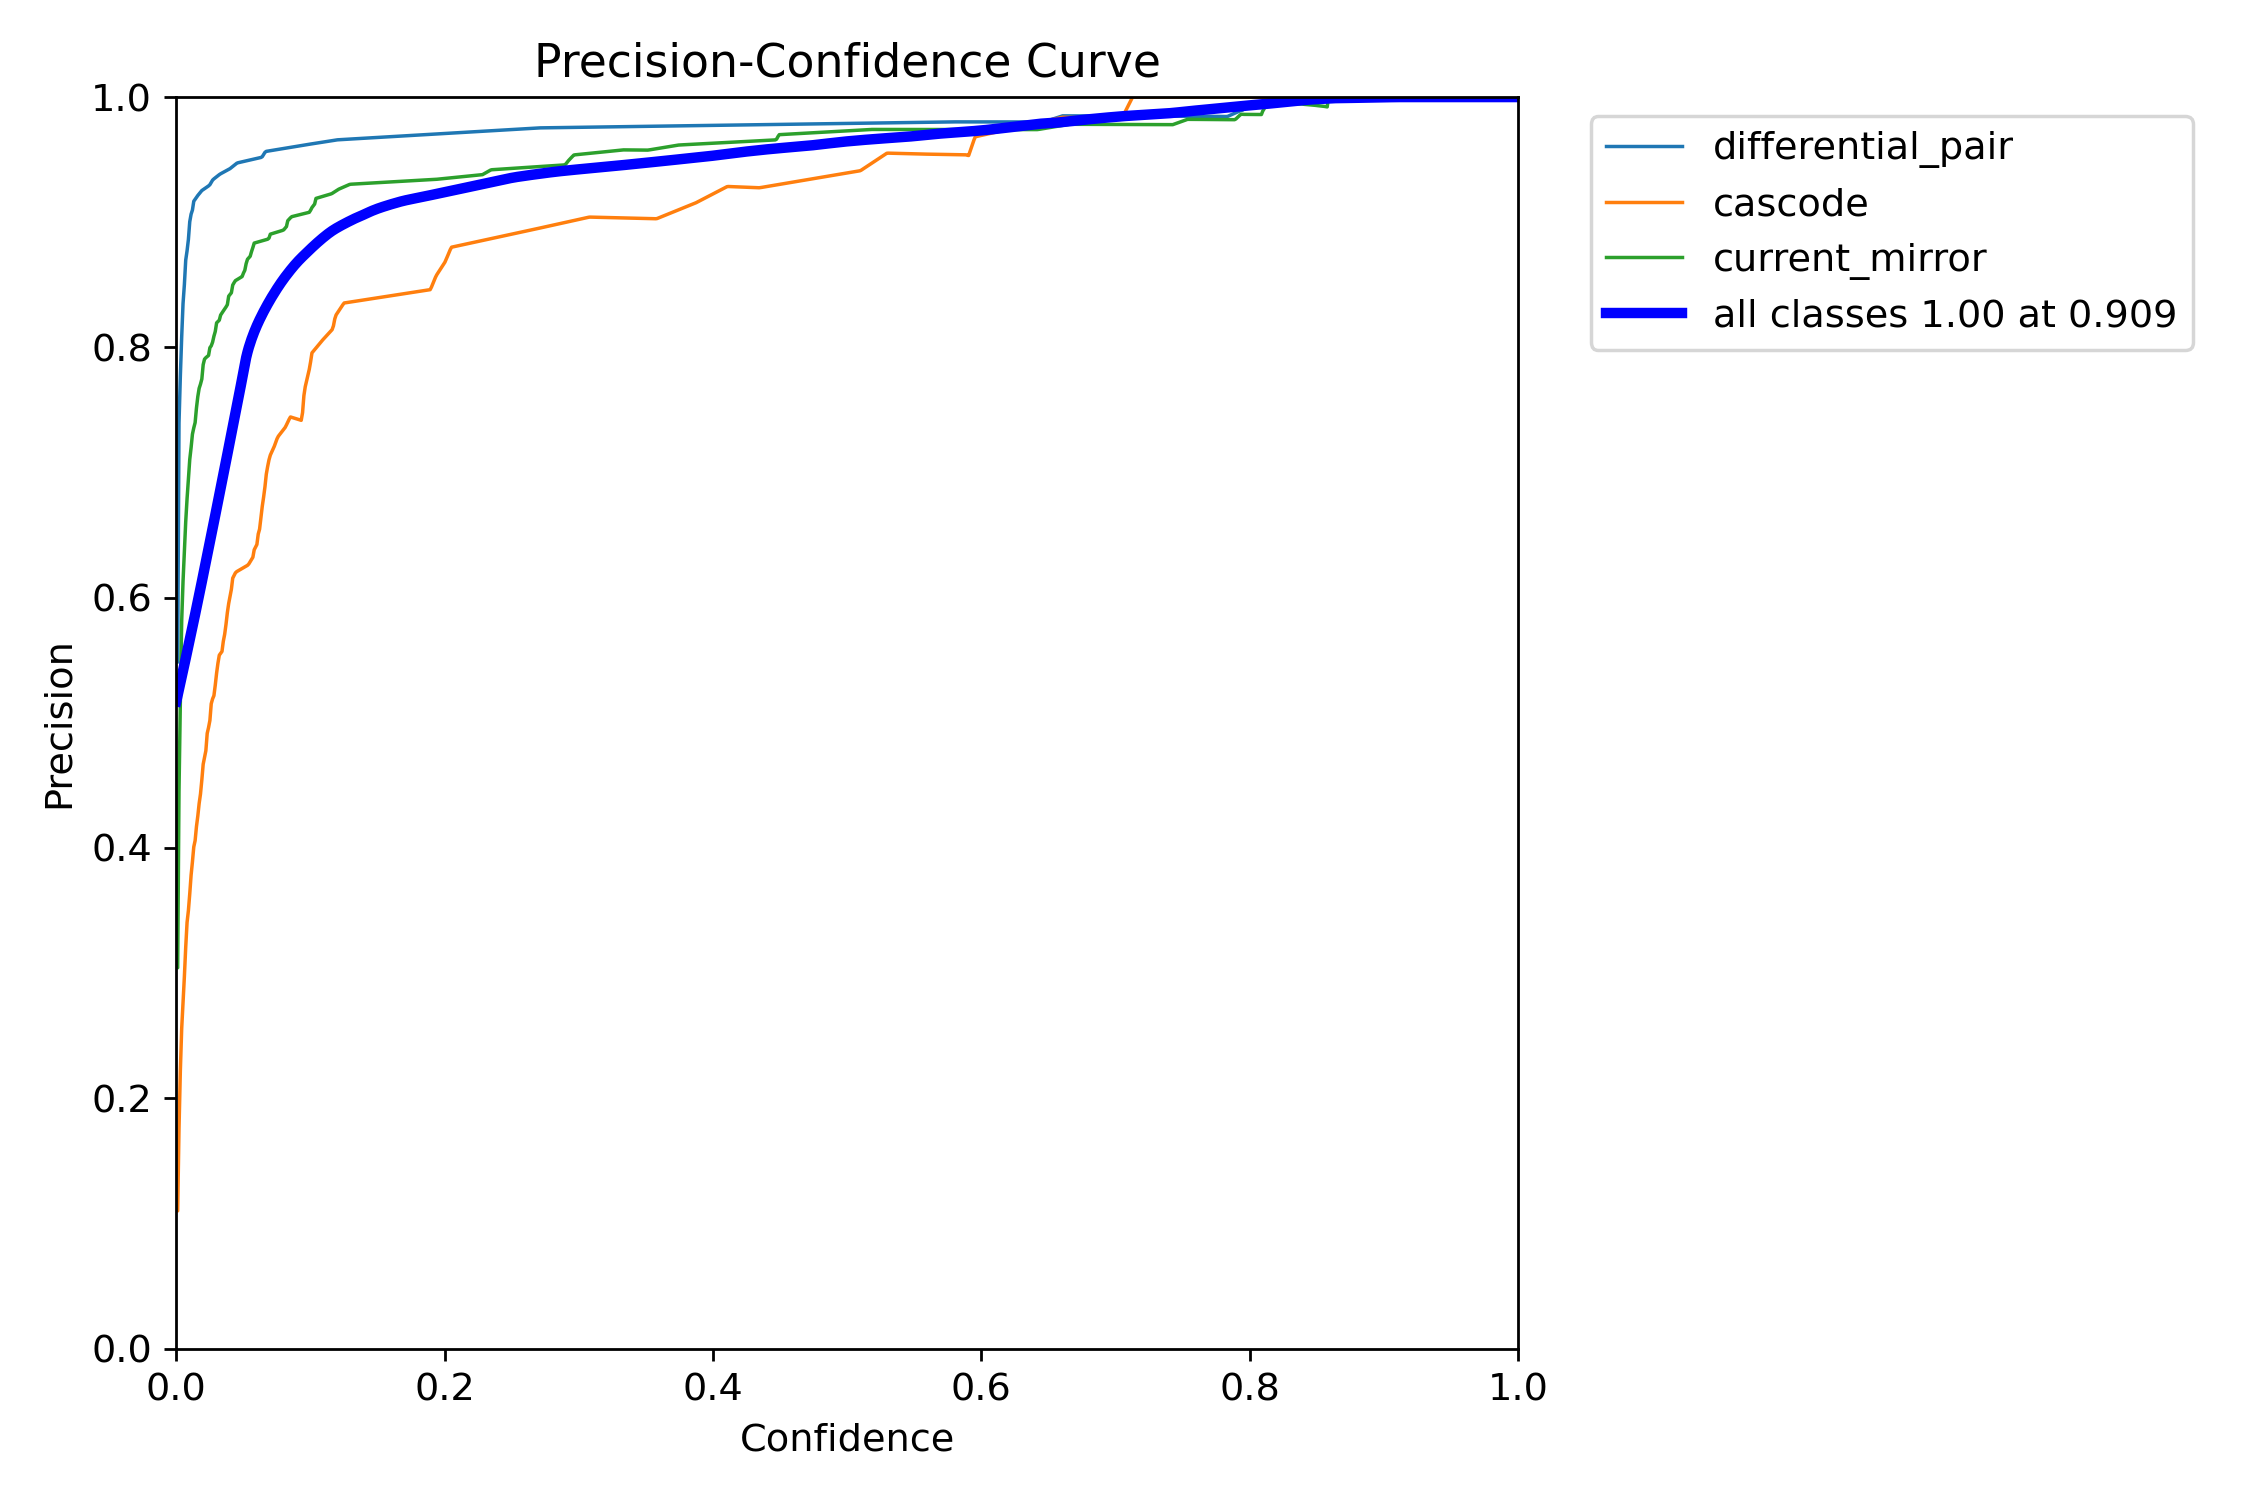 Precision-Confidence Curve
1.0
0.8
0.6
0.4
0.2
0.0
Precision
0.0 0.2 0.4 0.6 0.8 1.0
Confidence
differential_pair
cascode
current_mirror
all classes 1.00 at 0.909